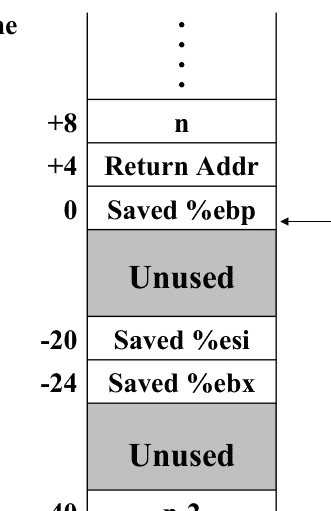 +8 n
+4 Return Addr
0 Saved %ebp
Unused
-20 Saved %esi
-24 Saved %ebx
Unused